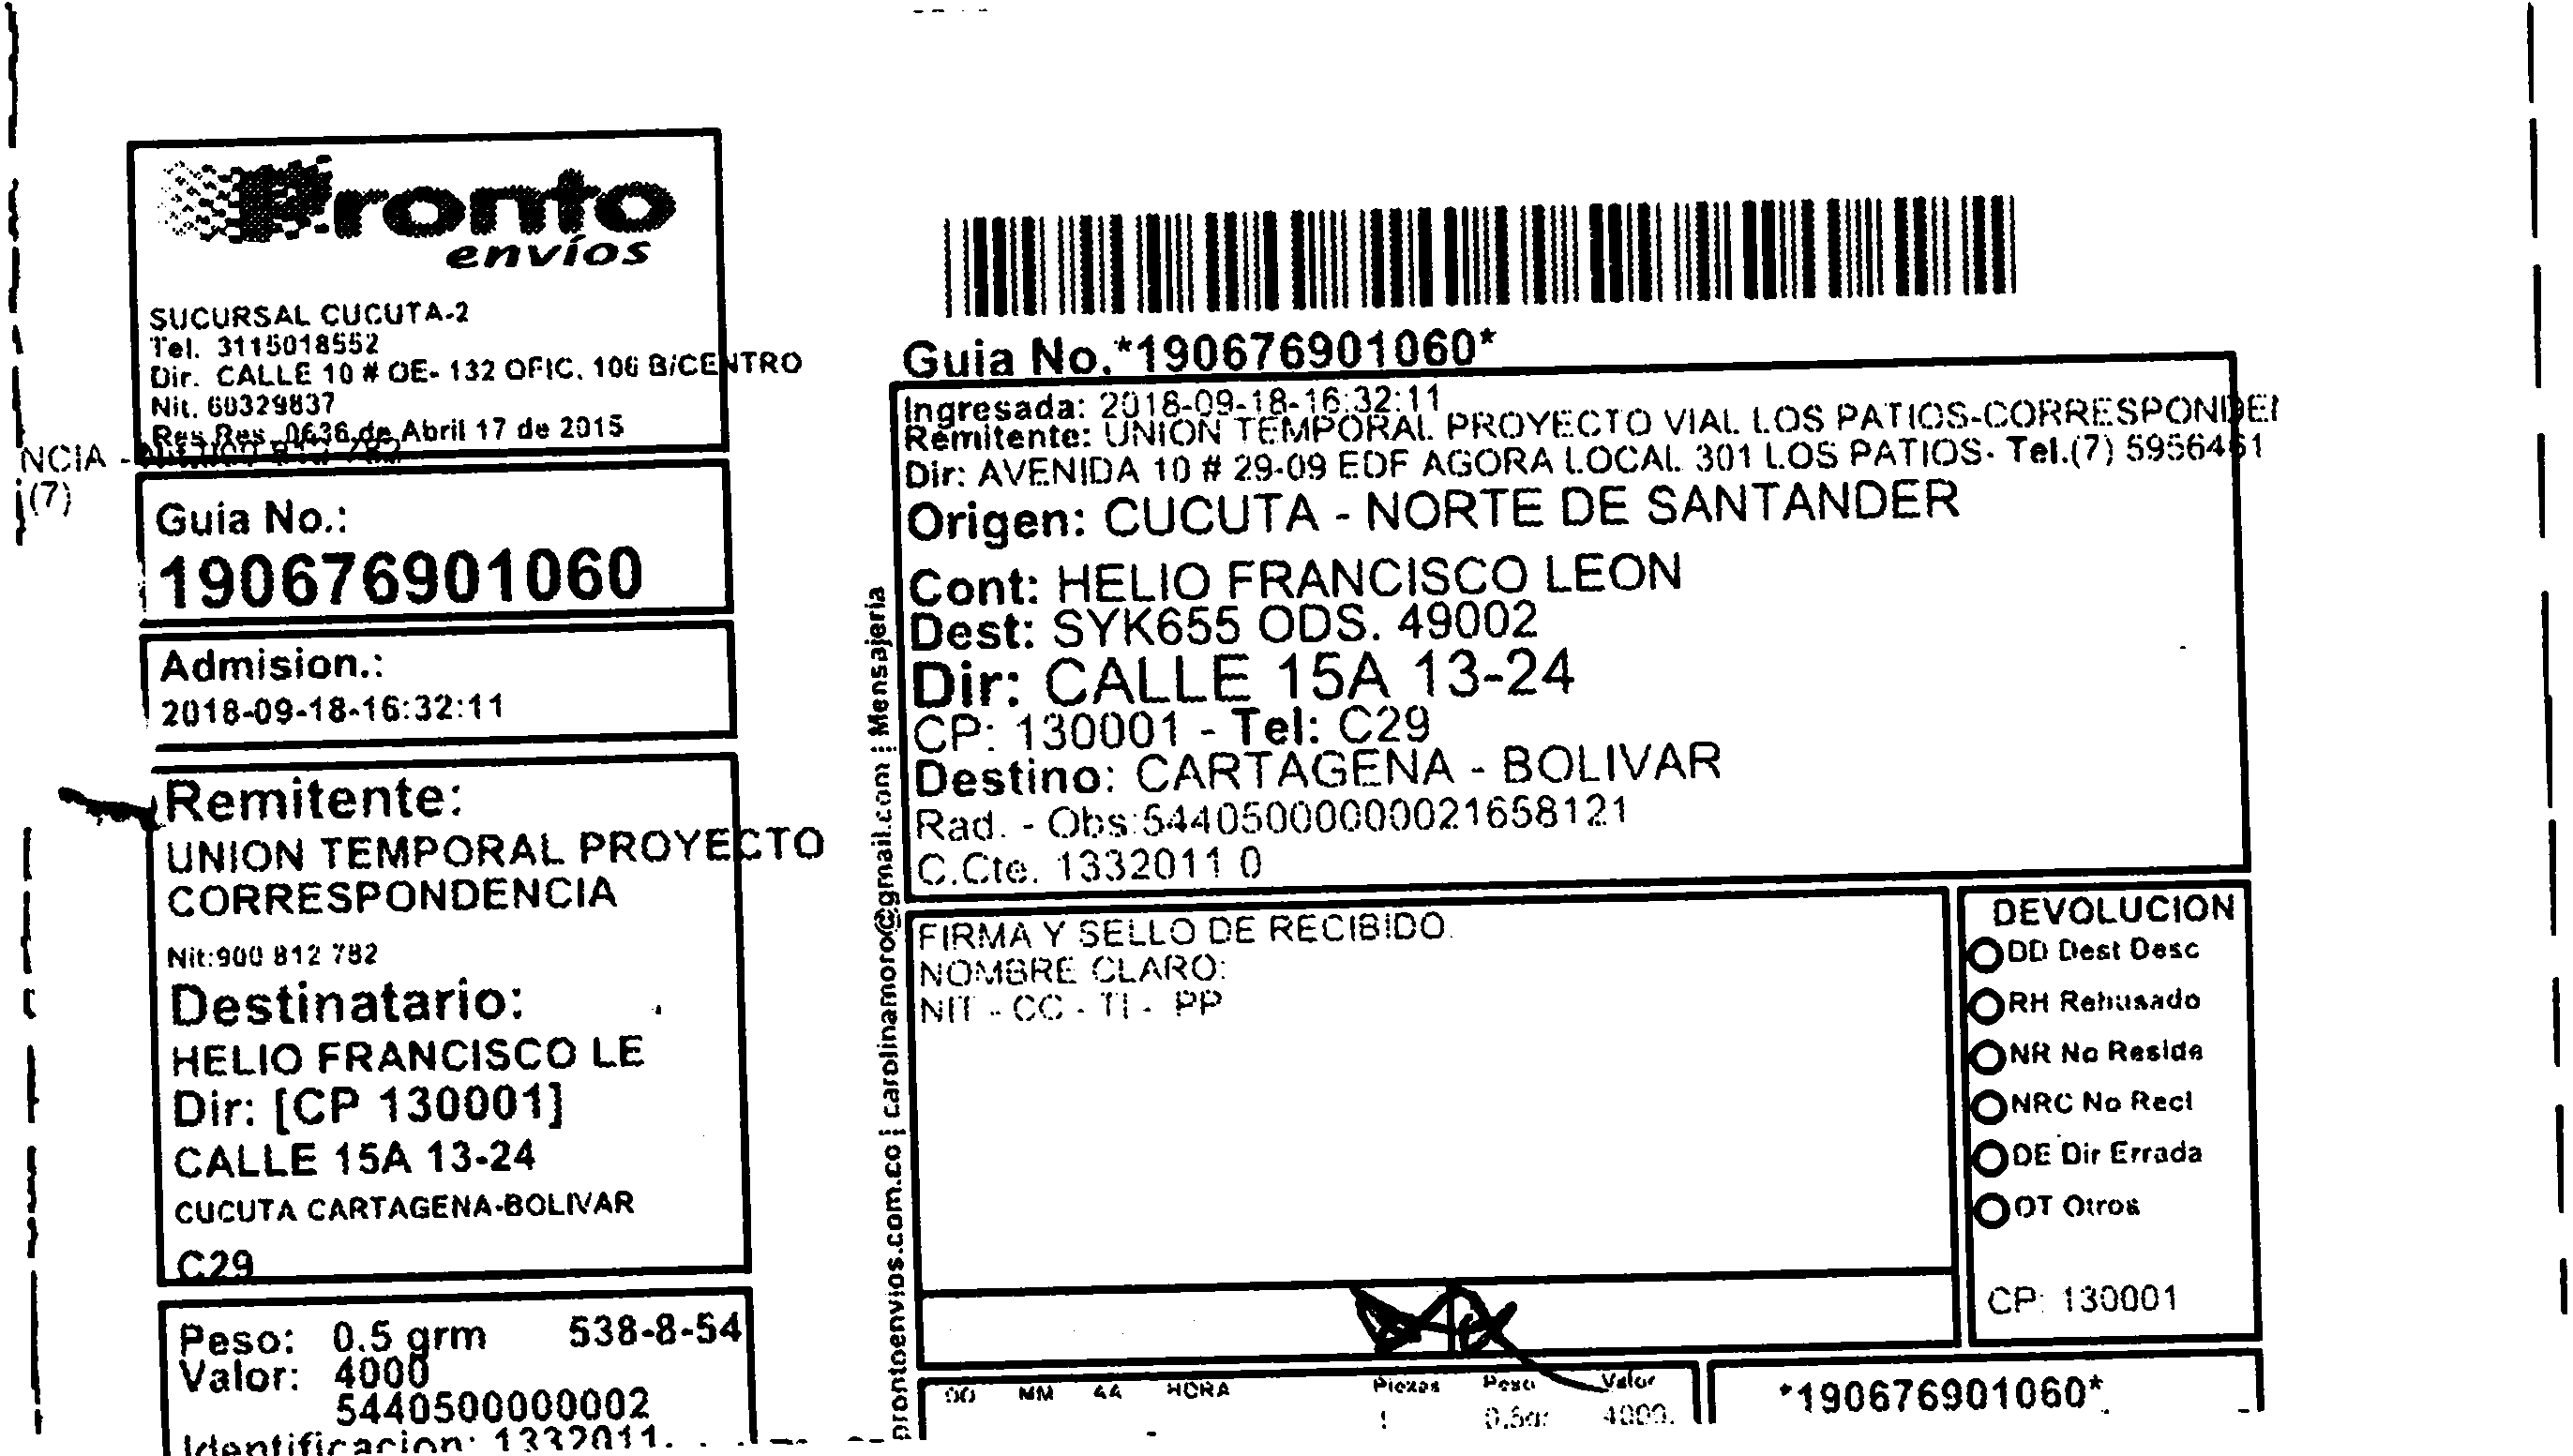 Pronto
envíos
SUCURSAL CUCUTA-2
Tel. 3115018552
Dir. CALLE 10 # OE- 132 OFIC. 106 B/CENTRO
Nit. 60329837
Res Res. 0636 de Abril 17 de 2015
NCIA -
(7)
Guia No.:
190676901060
Admision.:
2018-09-18-16:32:11
Remitente:
UNION TEMPORAL PROYECTO
CORRESPONDENCIA
Nit:900 812 782
Destinatario:
HELIO FRANCISCO LE
Dir: [CP 130001]
CALLE 15A 13-24
CUCUTA CARTAGENA-BOLIVAR
C29
Peso: 0.5 grm 538-8-54
Valor: 4000
5440500000002
Identificacion: 1332011.
prontoenvios.com.co | carolinamoro@gmail.com | Mensajeria
Guia No.*190676901060*
Ingresada: 2018-09-18-16:32:11
Remitente: UNION TEMPORAL PROYECTO VIAL LOS PATIOS-CORRESPONDEN
Dir: AVENIDA 10 # 29-09 EDF AGORA LOCAL 301 LOS PATIOS- Tel.(7) 5956461
Origen: CUCUTA - NORTE DE SANTANDER
Cont: HELIO FRANCISCO LEON
Dest: SYK655 ODS. 49002
Dir: CALLE 15A 13-24
CP: 130001 - Tel: C29
Destino: CARTAGENA - BOLIVAR
Rad. - Obs:54405000000021658121
C.Cte. 1332011 0
FIRMA Y SELLO DE RECIBIDO.
NOMBRE CLARO:
NIT - CC - TI - PP
DEVOLUCION
DD Dest Desc
RH Rehusado
NR No Reside
NRC No Recl
DE Dir Errada
OT Otros
CP: 130001
DD MM AA HORA Piezas Peso Valor
1 0.5gr 4000.
*190676901060*